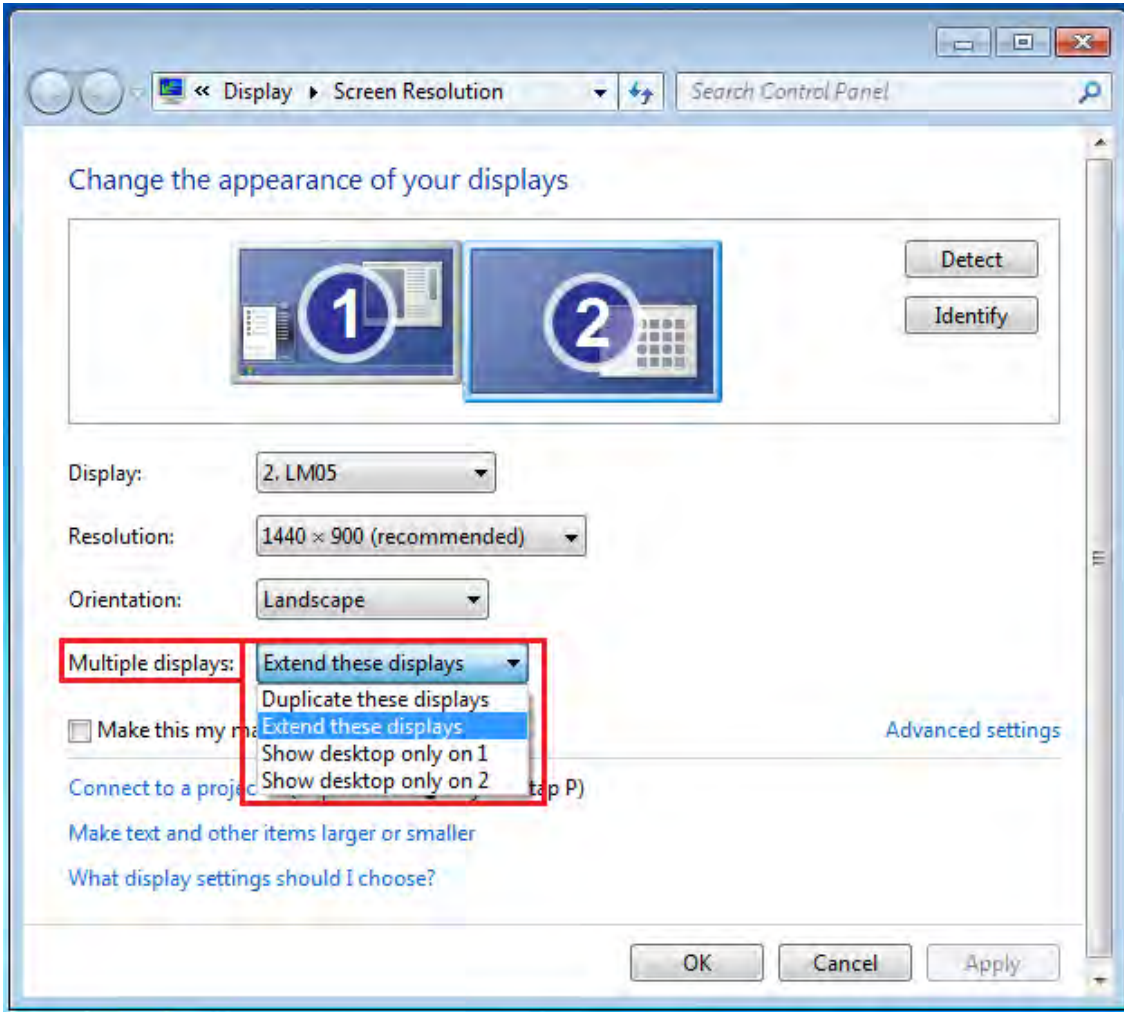 « Display ▸ Screen Resolution
Search Control Panel
Change the appearance of your displays
1
2
Detect
Identify
Display: 2. LM05
Resolution: 1440 × 900 (recommended)
Orientation: Landscape
Multiple displays: Extend these displays
Duplicate these displays
Make this my Extend these displays Advanced settings
Show desktop only on 1
Connect to a Show desktop only on 2 tap P)
Make text and other items larger or smaller
What display settings should I choose?
OK Cancel Apply